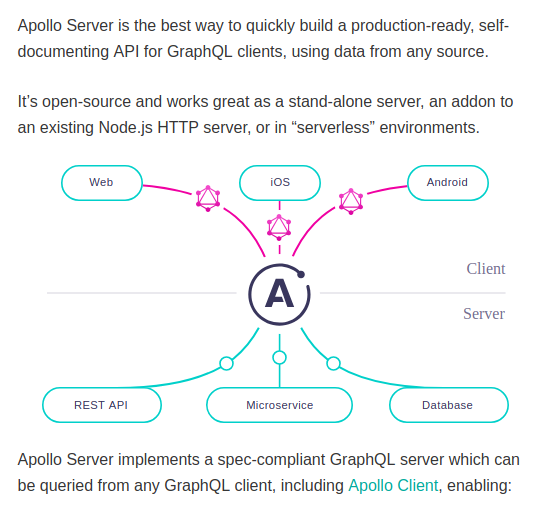 Apollo Server is the best way to quickly build a production-ready, self-
documenting API for GraphQL clients, using data from any source.
It’s open-source and works great as a stand-alone server, an addon to
an existing Node.js HTTP server, or in “serverless” environments.
Web
iOS
Android
Client
A
Server
REST API
Microservice
Database
Apollo Server implements a spec-compliant GraphQL server which can
be queried from any GraphQL client, including Apollo Client, enabling: